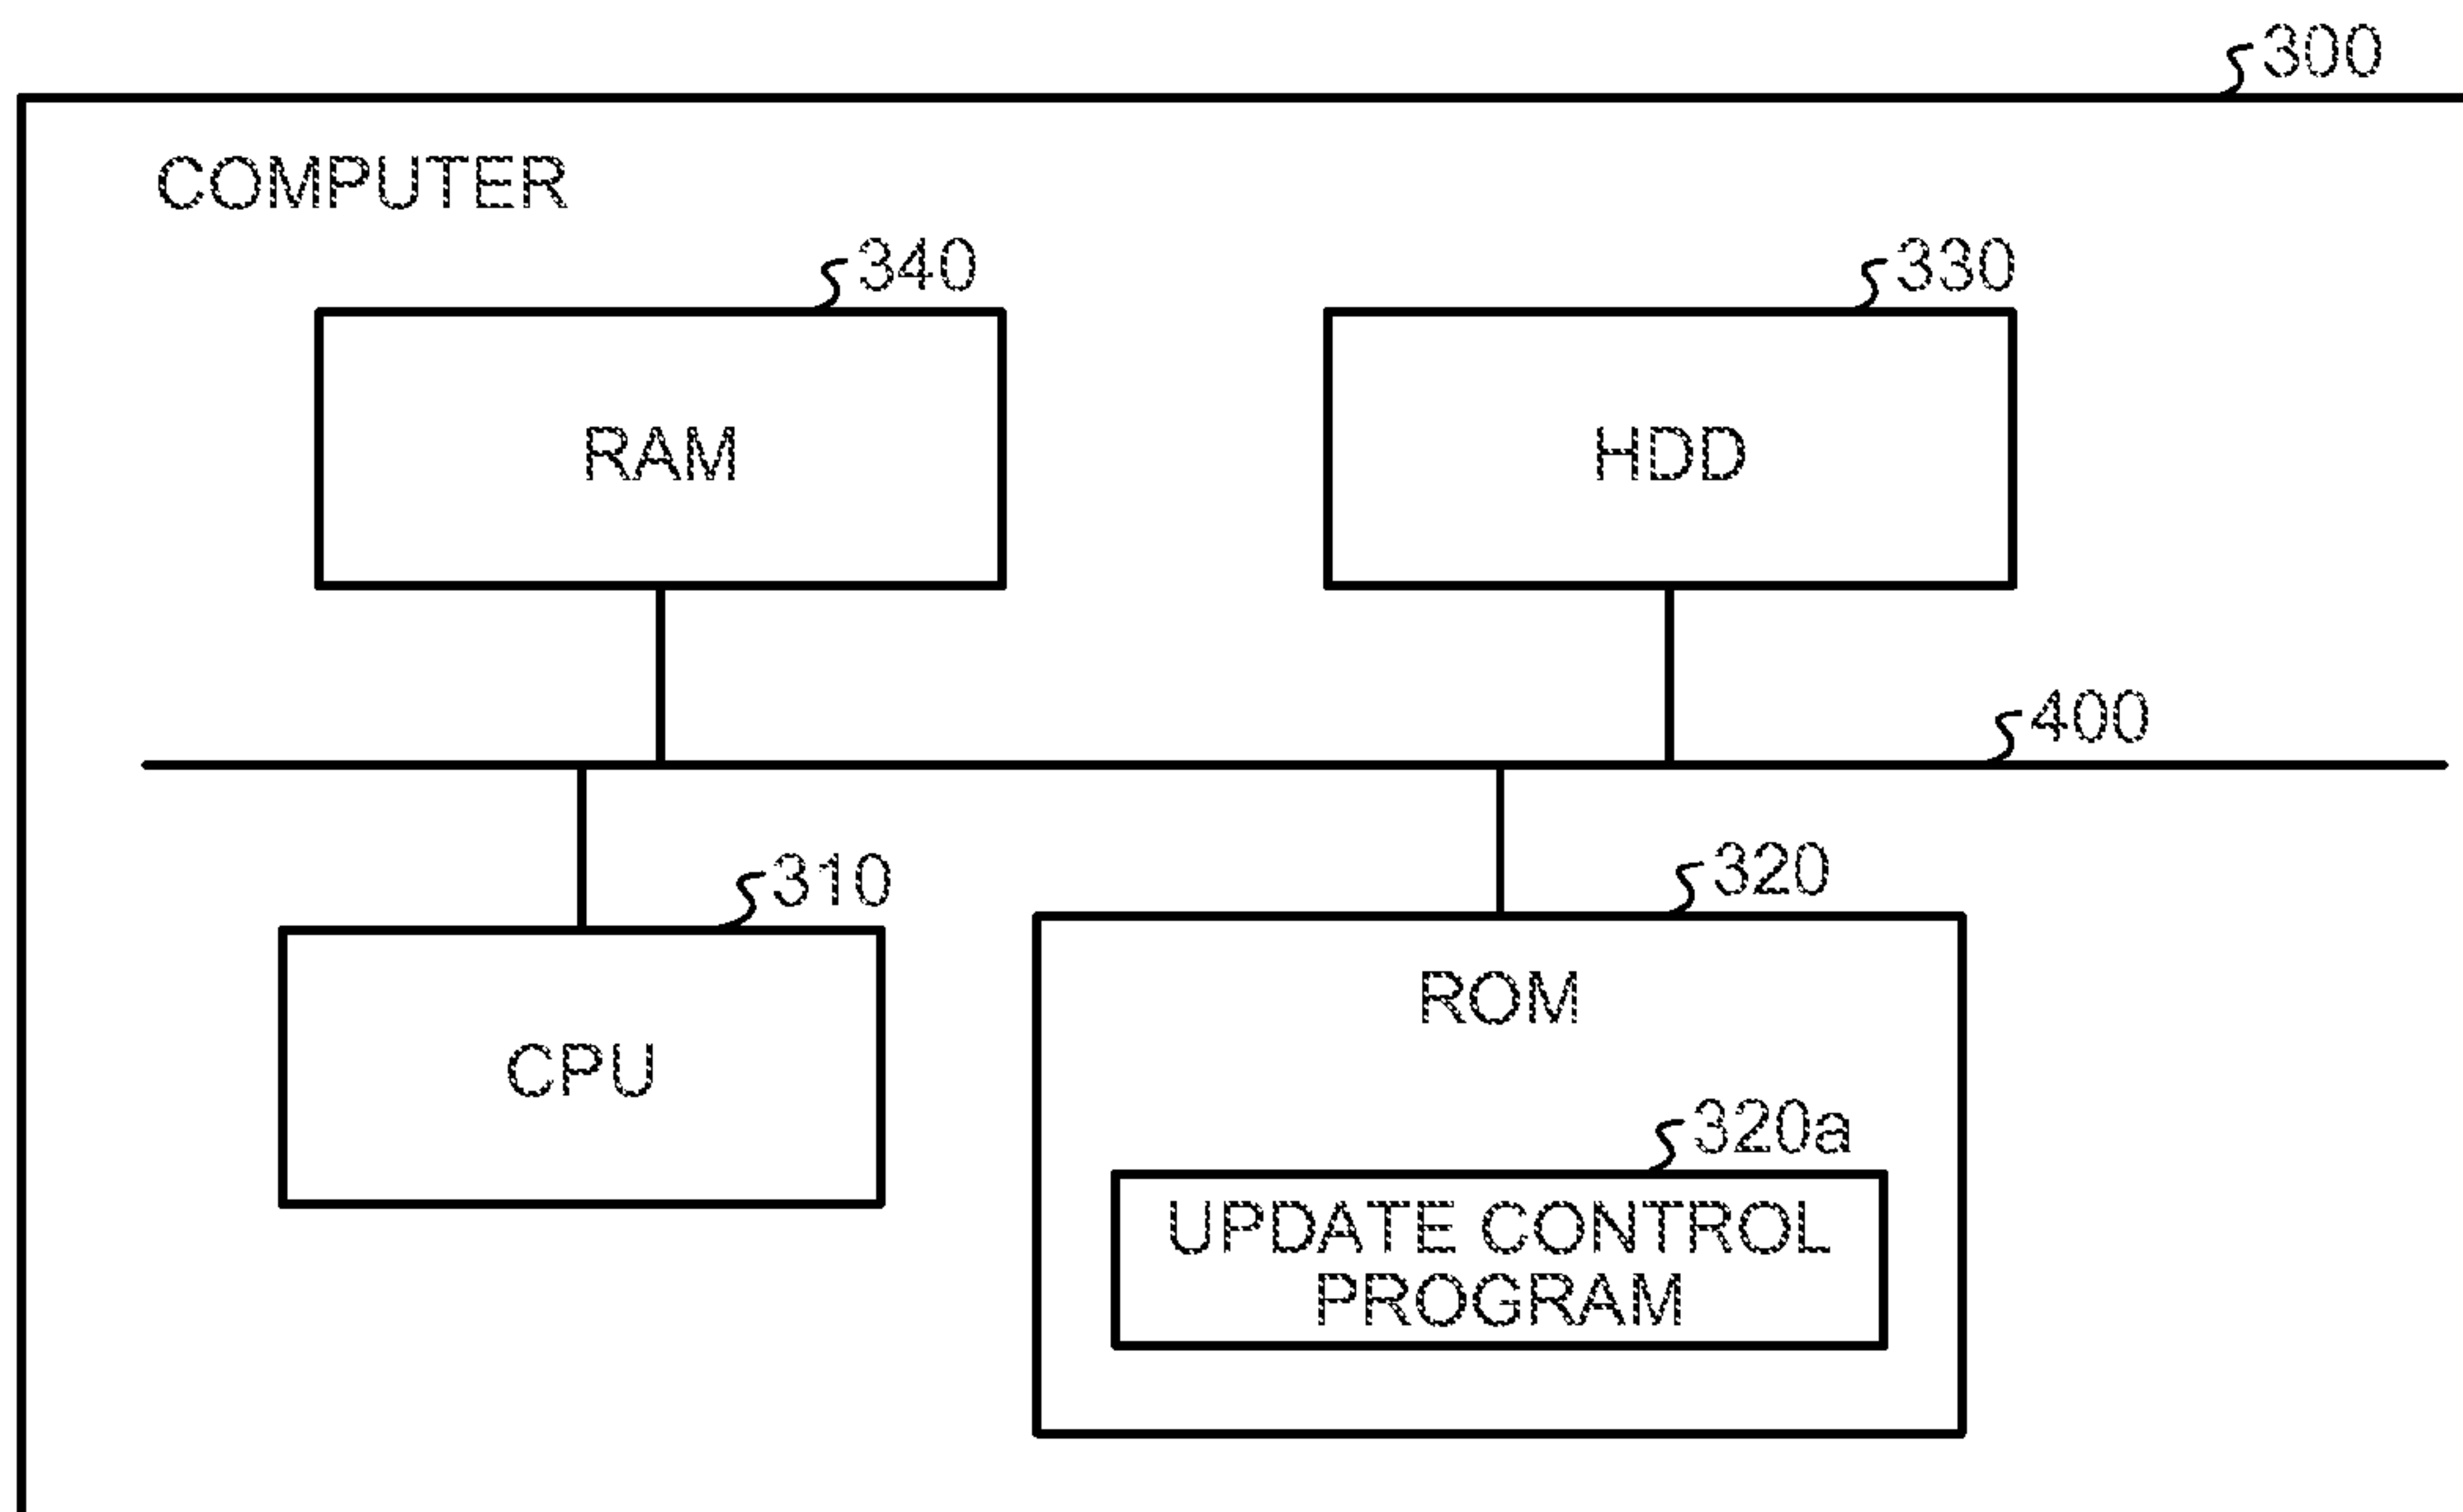 300
COMPUTER
340
330
RAM
HDD
400
310
320
CPU
ROM
320a
UPDATE CONTROL
PROGRAM